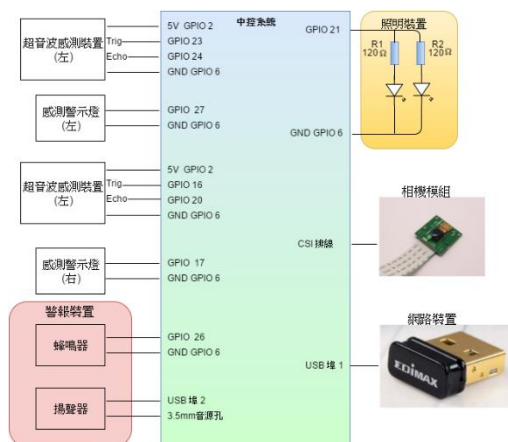 超音波感測裝置
(左)
Trig
Echo
5V GPIO 2
GPIO 23
GPIO 24
GND GPIO 6
感測警示燈
(左)
GPIO 27
GND GPIO 6
超音波感測裝置
(左)
Trig
Echo
5V GPIO 2
GPIO 16
GPIO 20
GND GPIO 6
感測警示燈
(右)
GPIO 17
GND GPIO 6
警報裝置
蜂鳴器
GPIO 26
GND GPIO 6
揚聲器
USB 埠 2
3.5mm音源孔
中控系統
GPIO 21
GND GPIO 6
CSI 排線
USB 埠 1
照明裝置
R1
120Ω
R2
120Ω
相機模組
網路裝置
EDIMAX